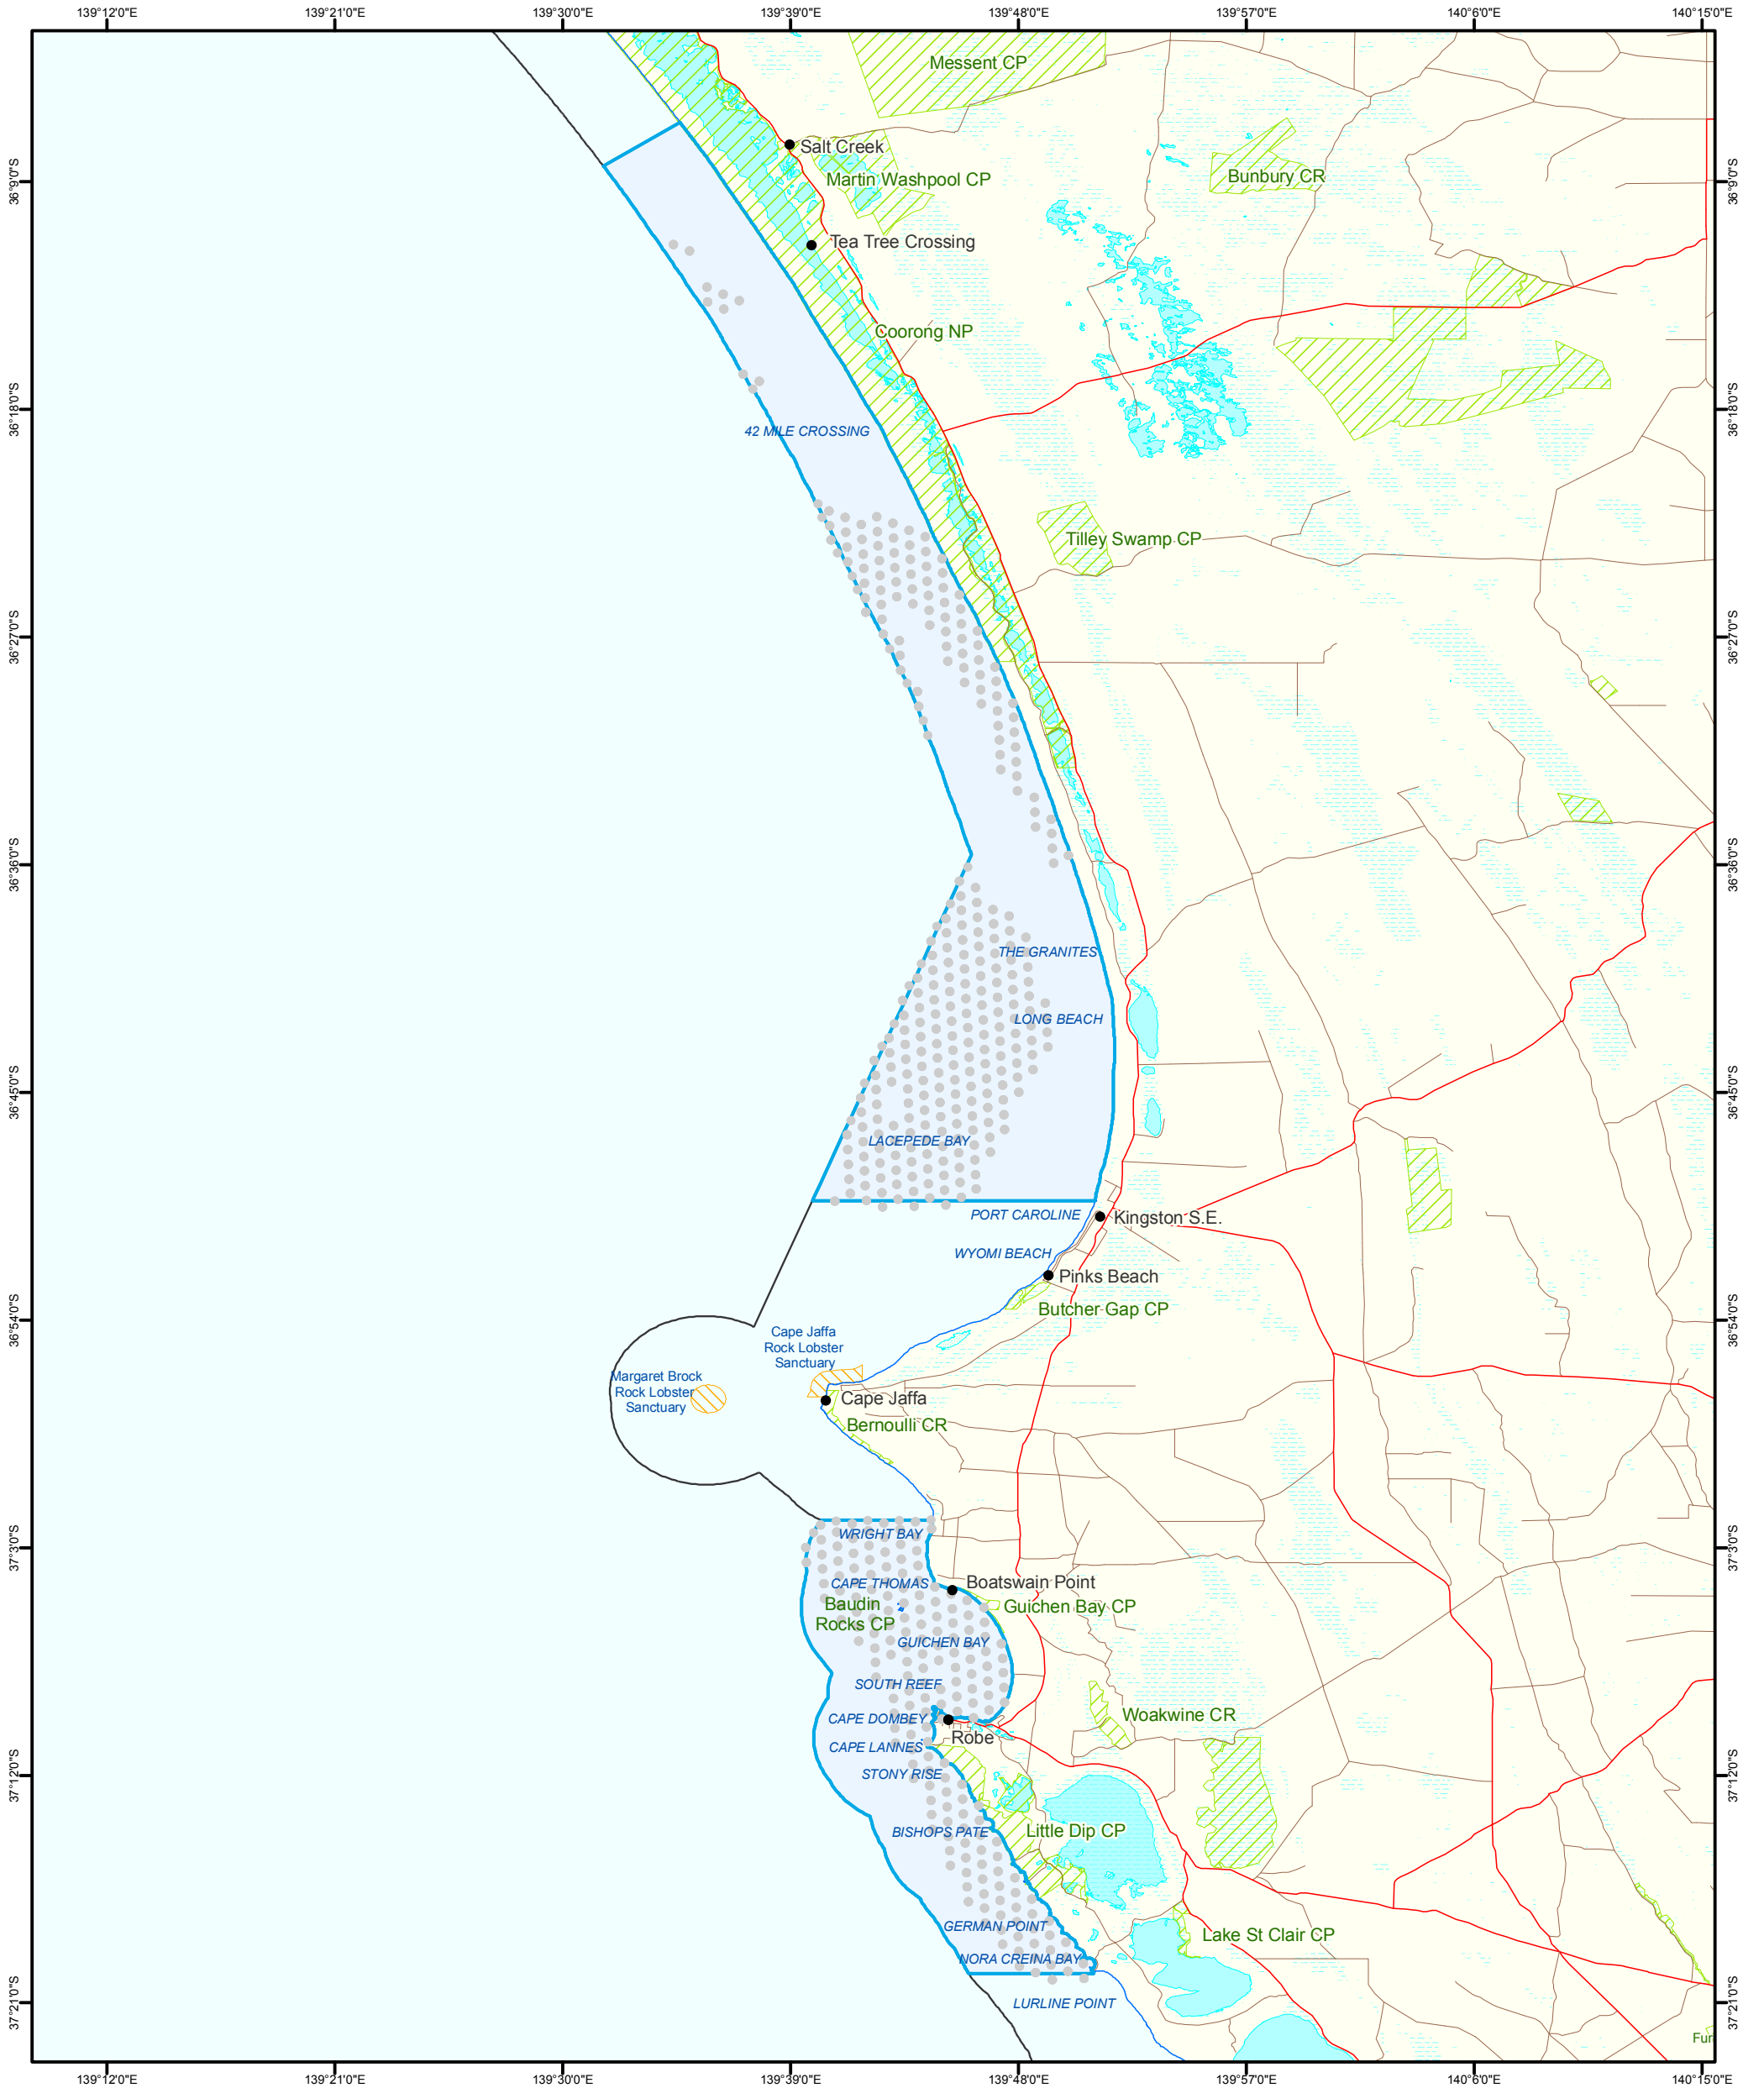 139°12'0"E
139°21'0"E
139°30'0"E
139°39'0"E
139°48'0"E
139°57'0"E
140°6'0"E
140°15'0"E
Messent CP
Salt Creek
Martin Washpool CP
Bunbury CR
36°9'0"S
36°9'0"S
Tea Tree Crossing
Coorong NP
36°18'0"S
36°18'0"S
42 MILE CROSSING
Tilley Swamp CP
36°27'0"S
36°27'0"S
36°36'0"S
36°36'0"S
THE GRANITES
LONG BEACH
36°45'0"S
36°45'0"S
LACEPEDE BAY
PORT CAROLINE
Kingston S.E.
WYOMI BEACH
Pinks Beach
Butcher Gap CP
36°54'0"S
36°54'0"S
Cape Jaffa
Rock Lobster
Sanctuary
Margaret Brock
Rock Lobster
Sanctuary
Cape Jaffa
Bernoulli CR
WRIGHT BAY
37°3'0"S
37°3'0"S
CAPE THOMAS
Boatswain Point
Baudin
Rocks CP
Guichen Bay CP
GUICHEN BAY
SOUTH REEF
Woakwine CR
CAPE DOMBEY
Robe
CAPE LANNES
STONY RISE
37°12'0"S
37°12'0"S
BISHOPS PATE
Little Dip CP
GERMAN POINT
Lake St Clair CP
NORA CREINA BAY
LURLINE POINT
37°21'0"S
37°21'0"S
Fur
139°12'0"E
139°21'0"E
139°30'0"E
139°39'0"E
139°48'0"E
139°57'0"E
140°6'0"E
140°15'0"E